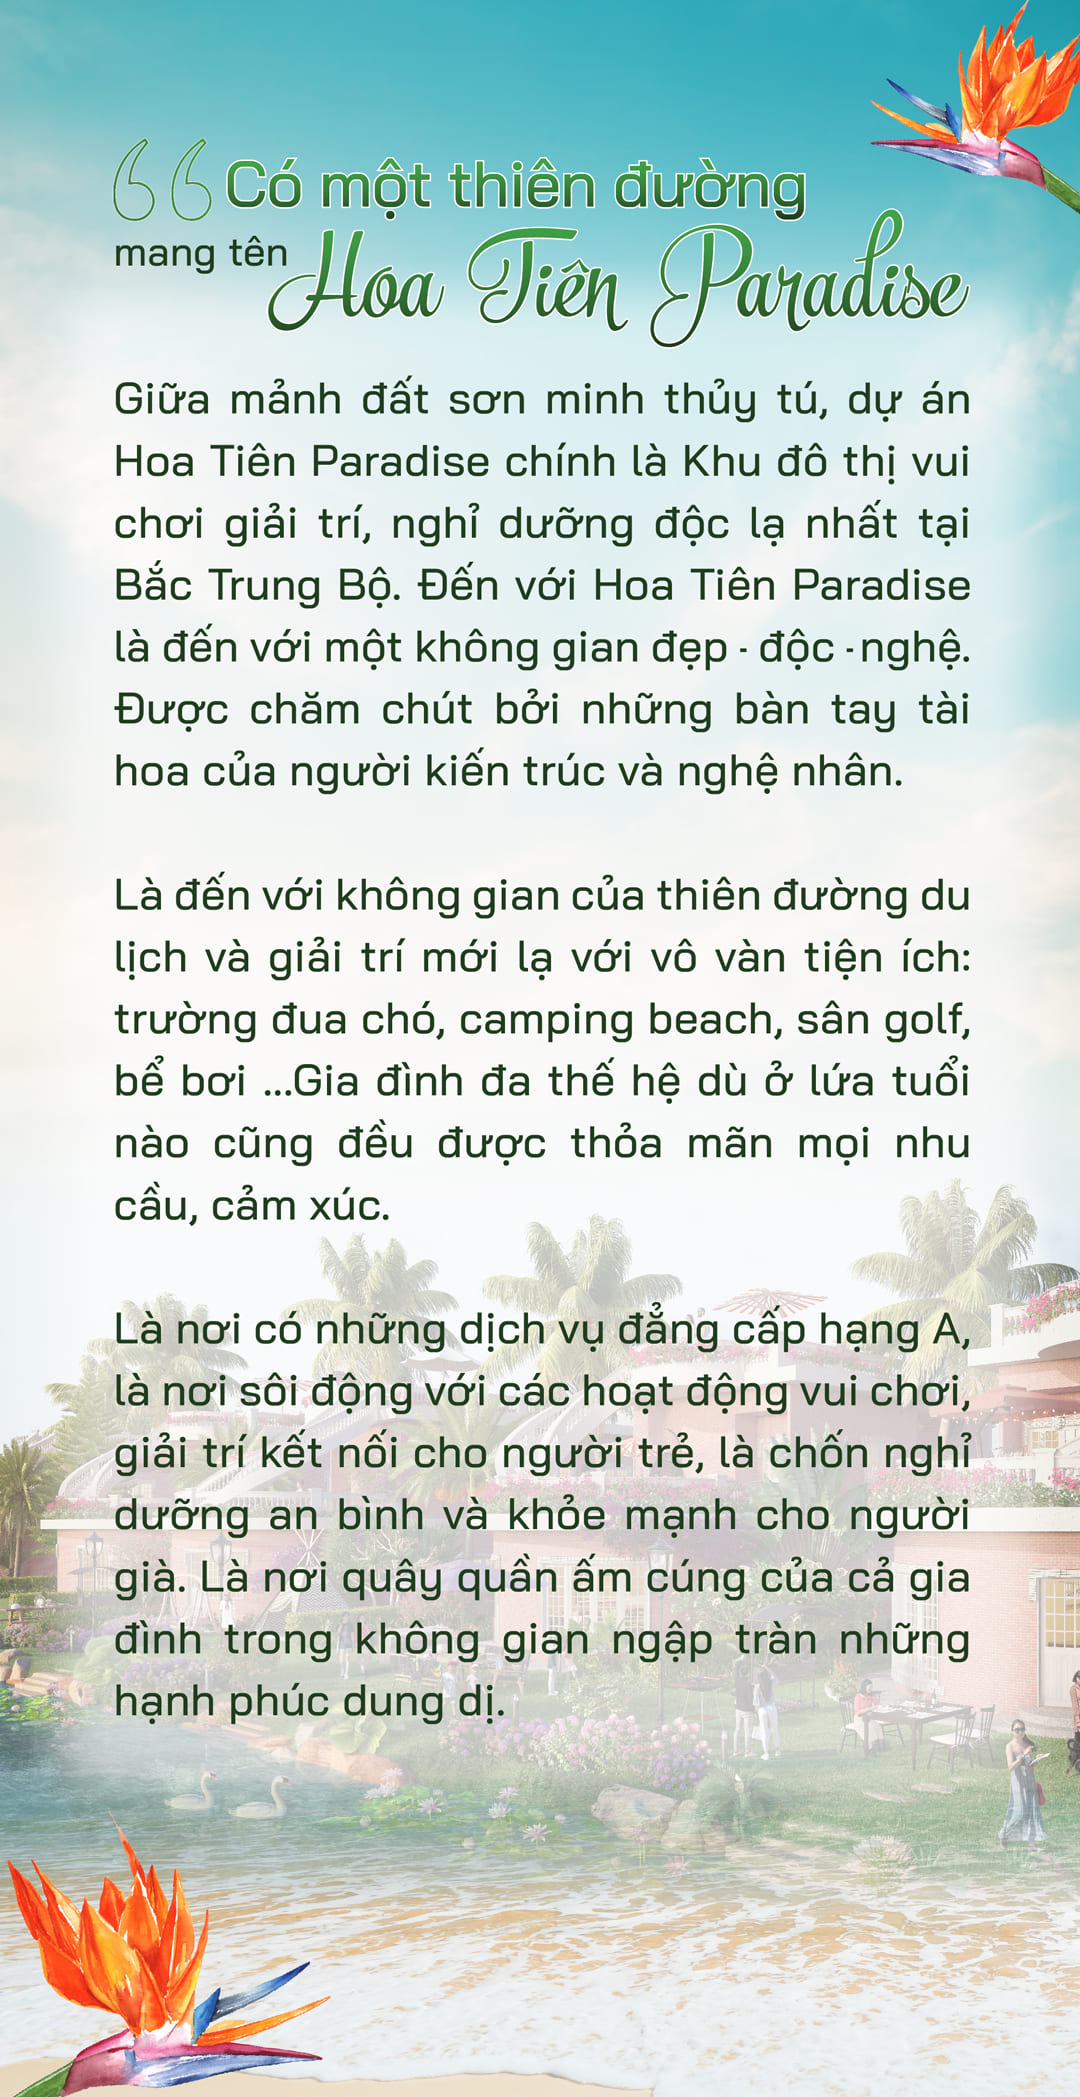 “Có một thiên đường
mang tên Hoa Tiên Paradise
Giữa mảnh đất sơn minh thủy tú, dự án
Hoa Tiên Paradise chính là Khu đô thị vui
chơi giải trí, nghỉ dưỡng độc lạ nhất tại
Bắc Trung Bộ. Đến với Hoa Tiên Paradise
là đến với một không gian đẹp - độc -nghệ.
Được chăm chút bởi những bàn tay tài
hoa của người kiến trúc và nghệ nhân.
Là đến với không gian của thiên đường du
lịch và giải trí mới lạ với vô vàn tiện ích:
trường đua chó, camping beach, sân golf,
bể bơi ...Gia đình đa thế hệ dù ở lứa tuổi
nào cũng đều được thỏa mãn mọi nhu
cầu, cảm xúc.
Là nơi có những dịch vụ đẳng cấp hạng A,
là nơi sôi động với các hoạt động vui chơi,
giải trí kết nối cho người trẻ, là chốn nghỉ
dưỡng an bình và khỏe mạnh cho người
già. Là nơi quây quần ấm cúng của cả gia
đình trong không gian ngập tràn những
hạnh phúc dung dị.